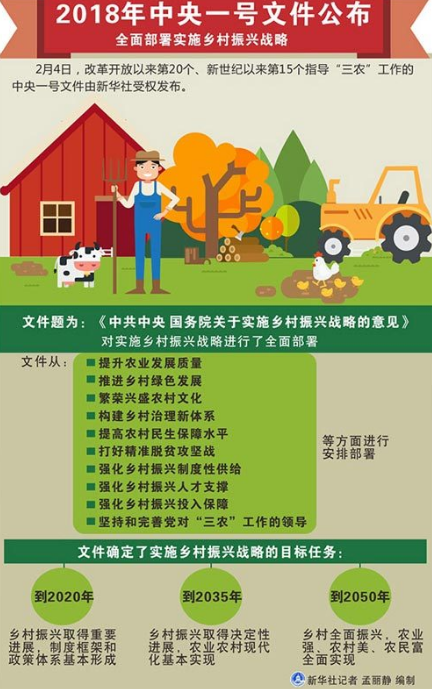 2018年中央一号文件公布
全面部署实施乡村振兴战略
2月4日，改革开放以来第20个、新世纪以来第15个指导“三农”工作的
中央一号文件由新华社受权发布。
文件题为：《中共中央 国务院关于实施乡村振兴战略的意见》
对实施乡村振兴战略进行了全面部署
文件从：
提升农业发展质量
推进乡村绿色发展
繁荣兴盛农村文化
构建乡村治理新体系
提高农村民生保障水平
打好精准脱贫攻坚战
强化乡村振兴制度性供给
强化乡村振兴人才支撑
强化乡村振兴投入保障
坚持和完善党对“三农”工作的领导
等方面进行
安排部署
文件确定了实施乡村振兴战略的目标任务：
到2020年
乡村振兴取得重要
进展，制度框架和
政策体系基本形成
到2035年
乡村振兴取得决定性
进展，农业农村现代
化基本实现
到2050年
乡村全面振兴，农业
强、农村美、农民富
全面实现
新华社记者 孟丽静 编制